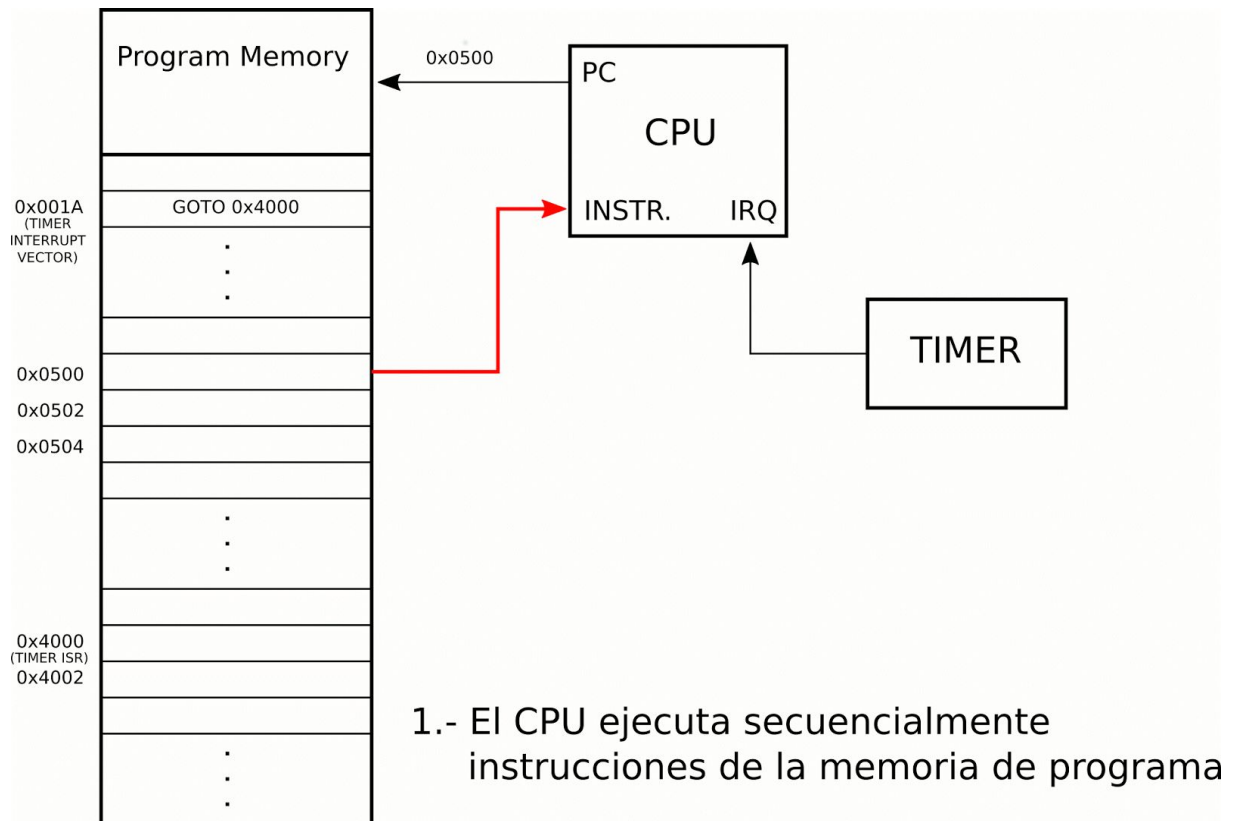 Program Memory
0x0500
PC
CPU
INSTR. IRQ
0x001A
(TIMER
INTERRUPT
VECTOR)
GOTO 0x4000
TIMER
0x0500
0x0502
0x0504
0x4000
(TIMER ISR)
0x4002
1.- El CPU ejecuta secuencialmente
instrucciones de la memoria de programa